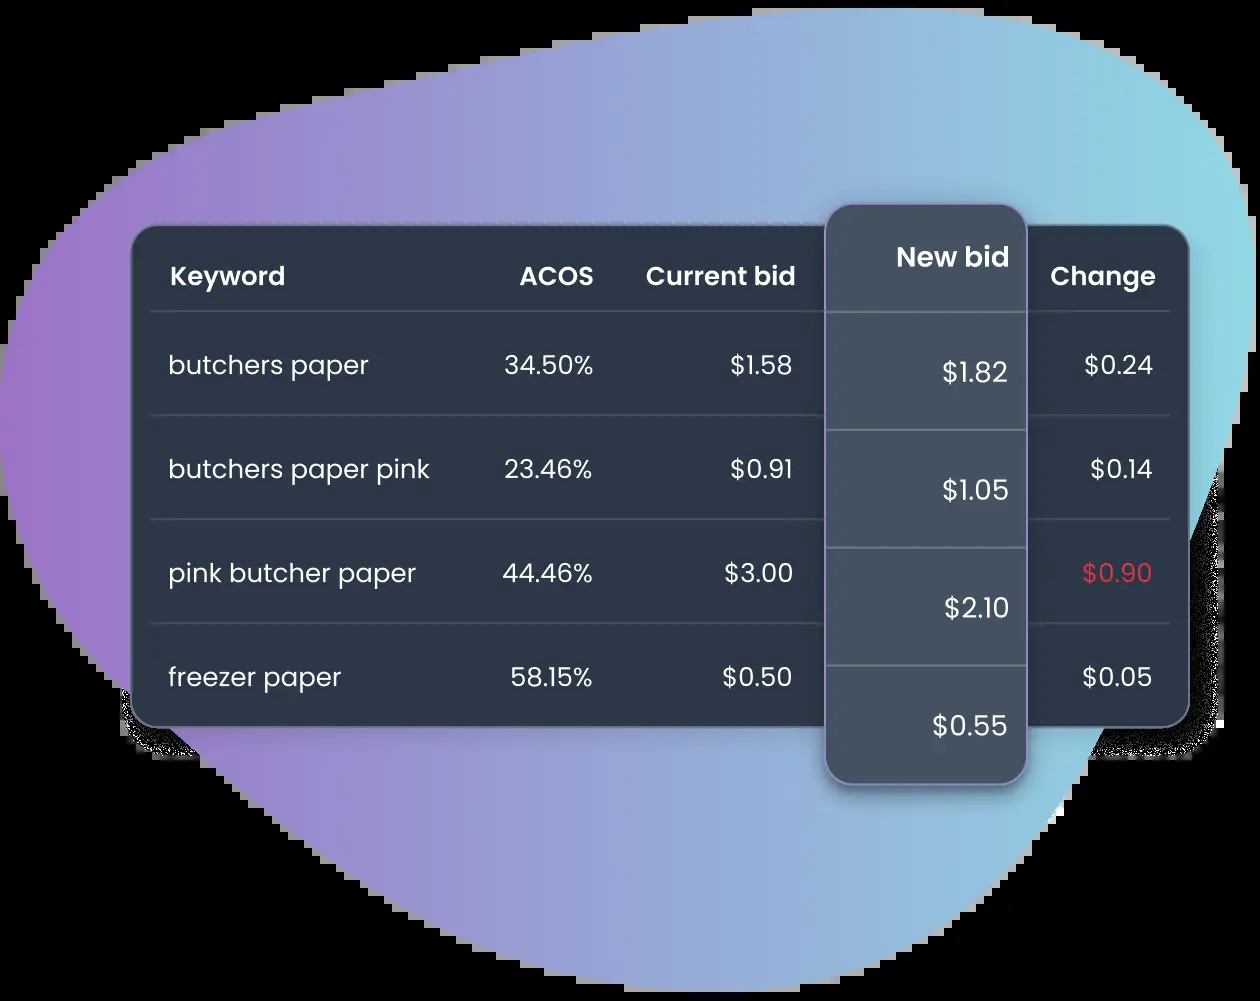 Keyword ACOS Current bid New bid Change
butchers paper 34.50% $1.58 $1.82 $0.24
butchers paper pink 23.46% $0.91 $1.05 $0.14
pink butcher paper 44.46% $3.00 $2.10 $0.90
freezer paper 58.15% $0.50 $0.55 $0.05